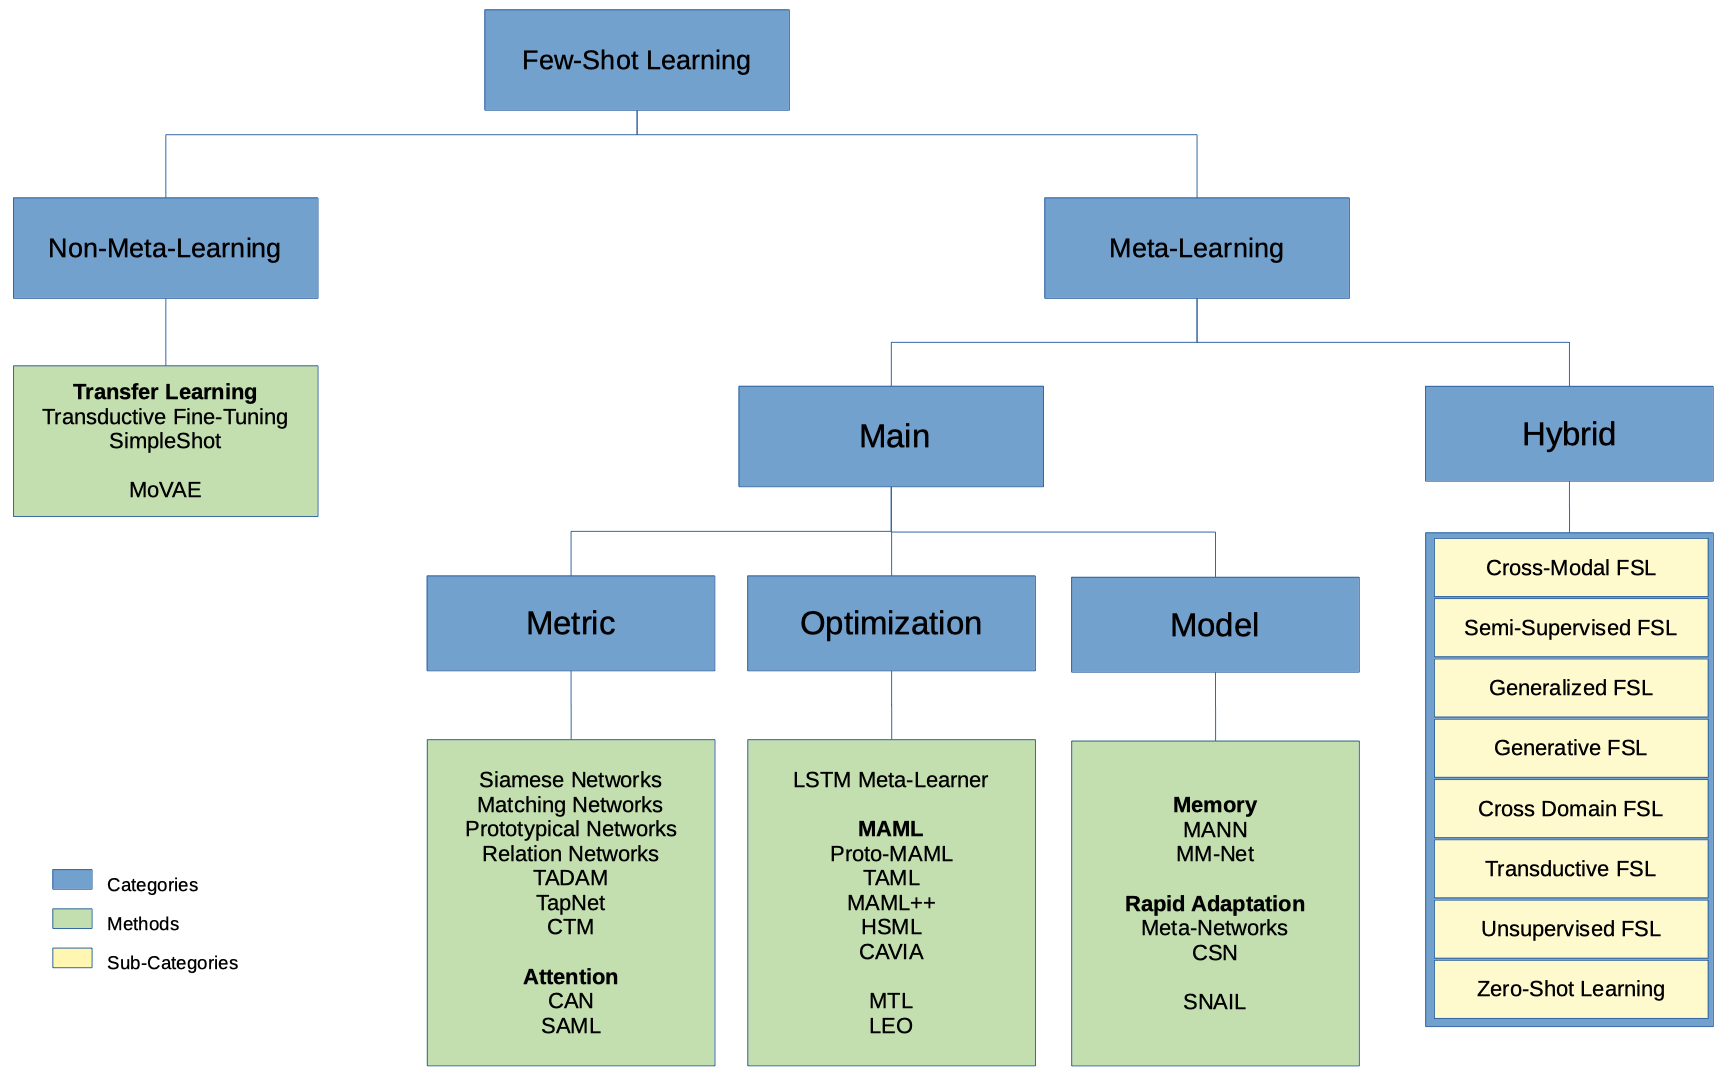 Few-Shot Learning
Non-Meta-Learning
Meta-Learning
Transfer Learning
Transductive Fine-Tuning
SimpleShot
MoVAE
Main
Hybrid
Metric
Optimization
Model
Siamese Networks
Matching Networks
Prototypical Networks
Relation Networks
TADAM
TapNet
CTM
Attention
CAN
SAML
LSTM Meta-Learner
MAML
Proto-MAML
TAML
MAML++
HSML
CAVIA
MTL
LEO
Memory
MANN
MM-Net
Rapid Adaptation
Meta-Networks
CSN
SNAIL
Cross-Modal FSL
Semi-Supervised FSL
Generalized FSL
Generative FSL
Cross Domain FSL
Transductive FSL
Unsupervised FSL
Zero-Shot Learning
Categories
Methods
Sub-Categories